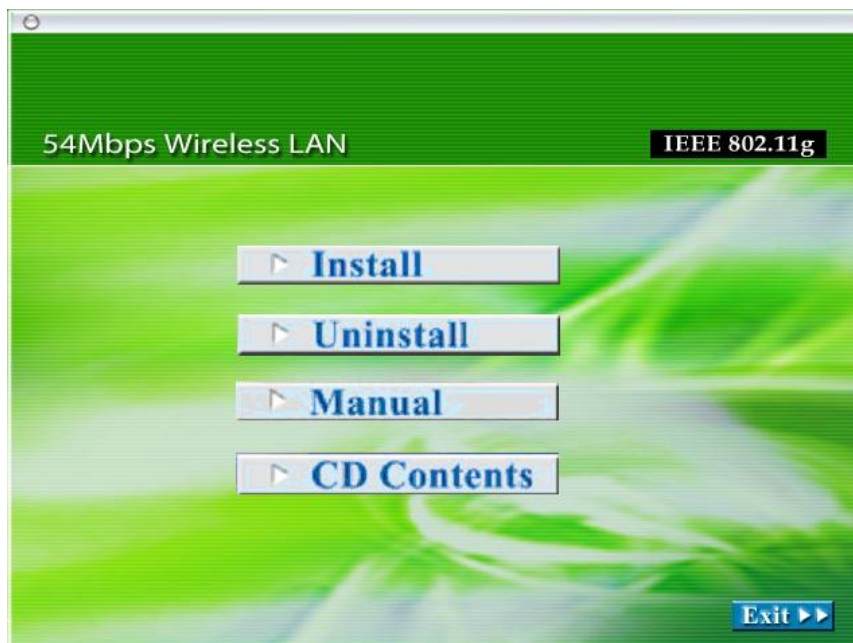 54Mbps Wireless LAN
IEEE 802.11g
Install
Uninstall
Manual
CD Contents
Exit